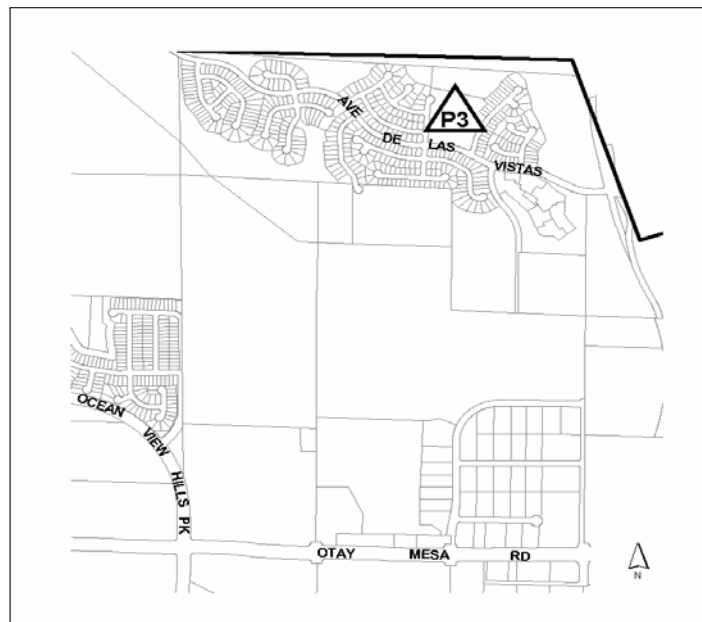 AVE DE LAS VISTAS
P3
OCEAN VIEW HILLS PK
OTAY MESA RD
N